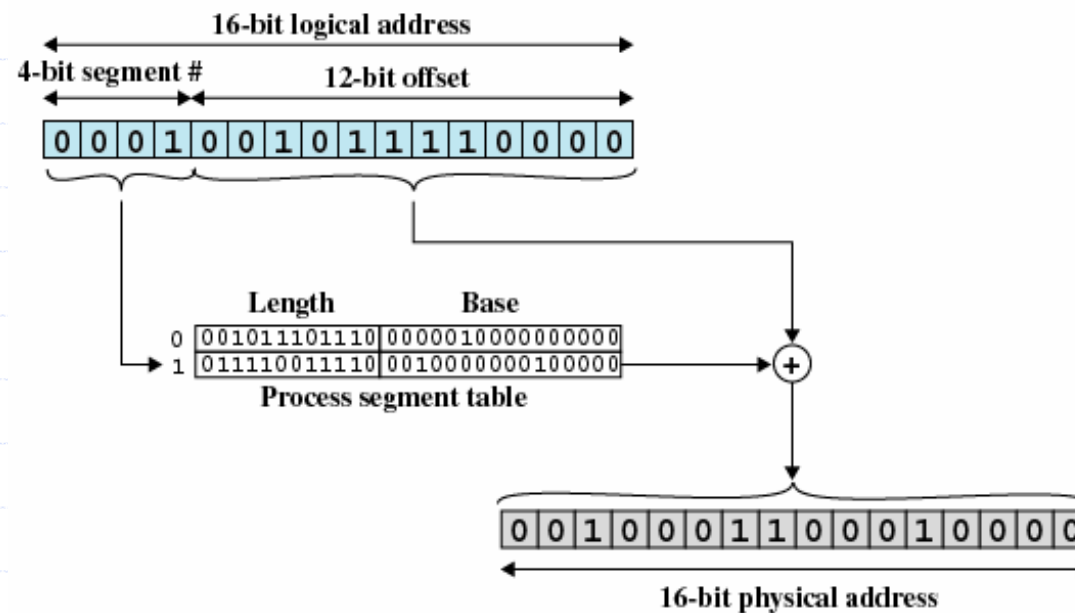 16-bit logical address
4-bit segment # 12-bit offset
0 0 0 1 0 0 1 0 1 1 1 1 0 0 0 0
Length Base
0 001011101110 0000010000000000
1 011110011110 0010000000100000
+
Process segment table
0 0 1 0 0 0 1 1 0 0 0 1 0 0 0 0
16-bit physical address